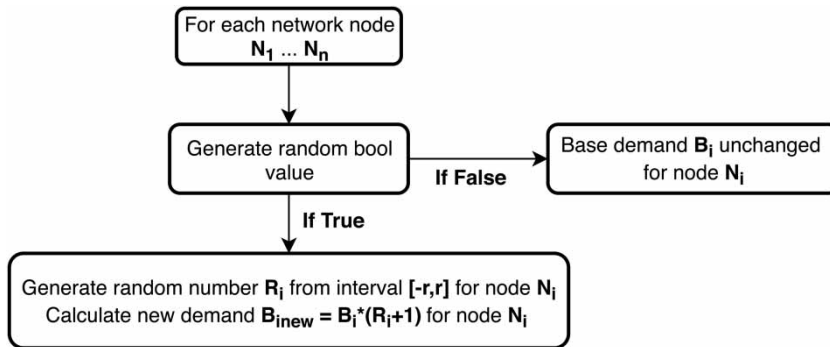 For each network node
N1 ... Nn
Generate random bool
value
If False
Base demand Bi unchanged
for node Ni
If True
Generate random number Ri from interval [-r,r] for node Ni
Calculate new demand Binew = Bi*(Ri+1) for node Ni